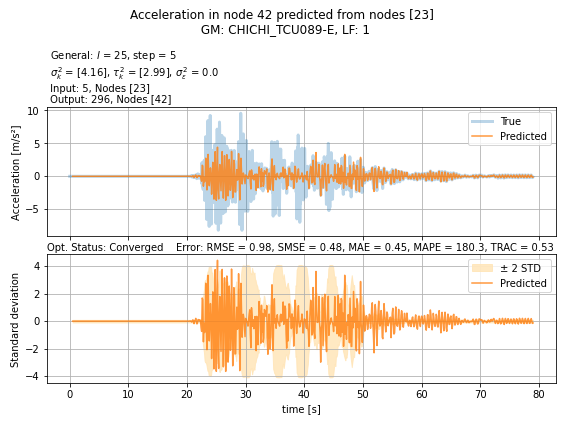 Acceleration in node 42 predicted from nodes [23]
GM: CHICHI_TCU089-E, LF: 1
General: l = 25, step = 5
σ²ₖ = [4.16], τ²ₖ = [2.99], σ²ε = 0.0
Input: 5, Nodes [23]
Output: 296, Nodes [42]
10
5
0
−5
Acceleration [m/s²]
True
Predicted
Opt. Status: Converged Error: RMSE = 0.98, SMSE = 0.48, MAE = 0.45, MAPE = 180.3, TRAC = 0.53
4
2
0
−2
−4
Standard deviation
± 2 STD
Predicted
0 10 20 30 40 50 60 70 80
time [s]